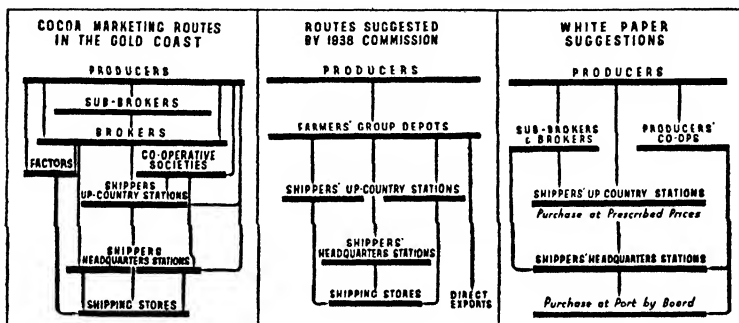 COCOA MARKETING ROUTES
IN THE GOLD COAST
PRODUCERS
SUB-BROKERS
BROKERS
FACTORS
CO-OPERATIVE
SOCIETIES
SHIPPERS
UP-COUNTRY STATIONS
SHIPPERS
HEADQUARTERS STATIONS
SHIPPING STORES
ROUTES SUGGESTED
BY 1938 COMMISSION
PRODUCERS
FARMERS' GROUP DEPOTS
SHIPPERS' UP-COUNTRY STATIONS
SHIPPERS'
HEADQUARTERS STATIONS
SHIPPING STORES
DIRECT
EXPORTS
WHITE PAPER
SUGGESTIONS
PRODUCERS
SUB-BROKERS
& BROKERS
PRODUCERS'
CO-OPS
SHIPPERS' UP COUNTRY STATIONS
Purchase at Prescribed Prices
SHIPPERS' HEADQUARTERS STATIONS
Purchase at Port by Board